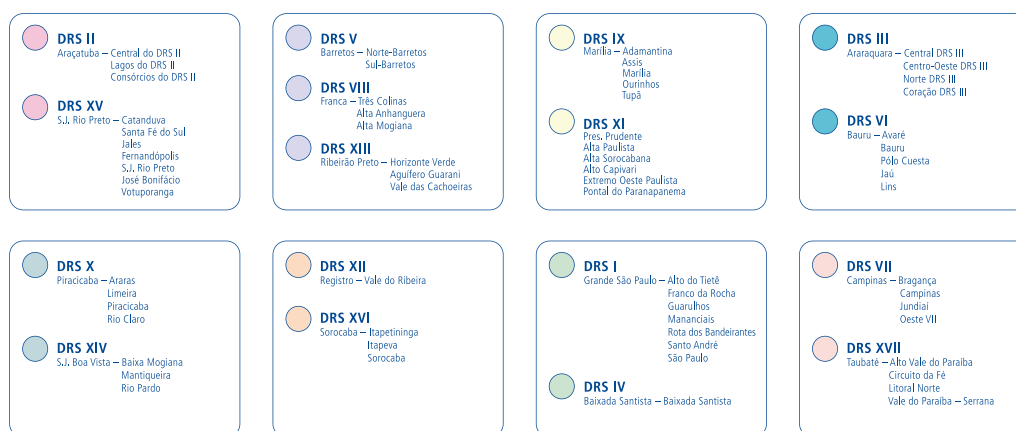 DRS II
Araçatuba – Central do DRS II
Lagos do DRS II
Consórcios do DRS II
DRS XV
S.J. Rio Preto – Catanduva
Santa Fé do Sul
Jales
Fernandópolis
S.J. Rio Preto
José Bonifácio
Votuporanga
DRS V
Barretos – Norte-Barretos
Sul-Barretos
DRS VIII
Franca – Três Colinas
Alta Anhanguera
Alta Mogiana
DRS XIII
Ribeirão Preto – Horizonte Verde
Aguífero Guarani
Vale das Cachoeiras
DRS IX
Marília – Adamantina
Assis
Marília
Ourinhos
Tupã
DRS XI
Pres. Prudente
Alta Paulista
Alta Sorocabana
Alto Capivari
Extremo Oeste Paulista
Pontal do Paranapanema
DRS III
Araraquara – Central DRS III
Centro-Oeste DRS III
Norte DRS III
Coração DRS III
DRS VI
Bauru – Avaré
Bauru
Pólo Cuesta
Jaú
Lins
DRS X
Piracicaba – Araras
Limeira
Piracicaba
Rio Claro
DRS XIV
S.J. Boa Vista – Baixa Mogiana
Mantiqueira
Rio Pardo
DRS XII
Registro – Vale do Ribeira
DRS XVI
Sorocaba – Itapetininga
Itapeva
Sorocaba
DRS I
Grande São Paulo – Alto do Tietê
Franco da Rocha
Guarulhos
Mananciais
Rota dos Bandeirantes
Santo André
São Paulo
DRS IV
Baixada Santista – Baixada Santista
DRS VII
Campinas – Bragança
Campinas
Jundiaí
Oeste VII
DRS XVII
Taubaté – Alto Vale do Paraíba
Circuito da Fé
Litoral Norte
Vale do Paraíba – Serrana